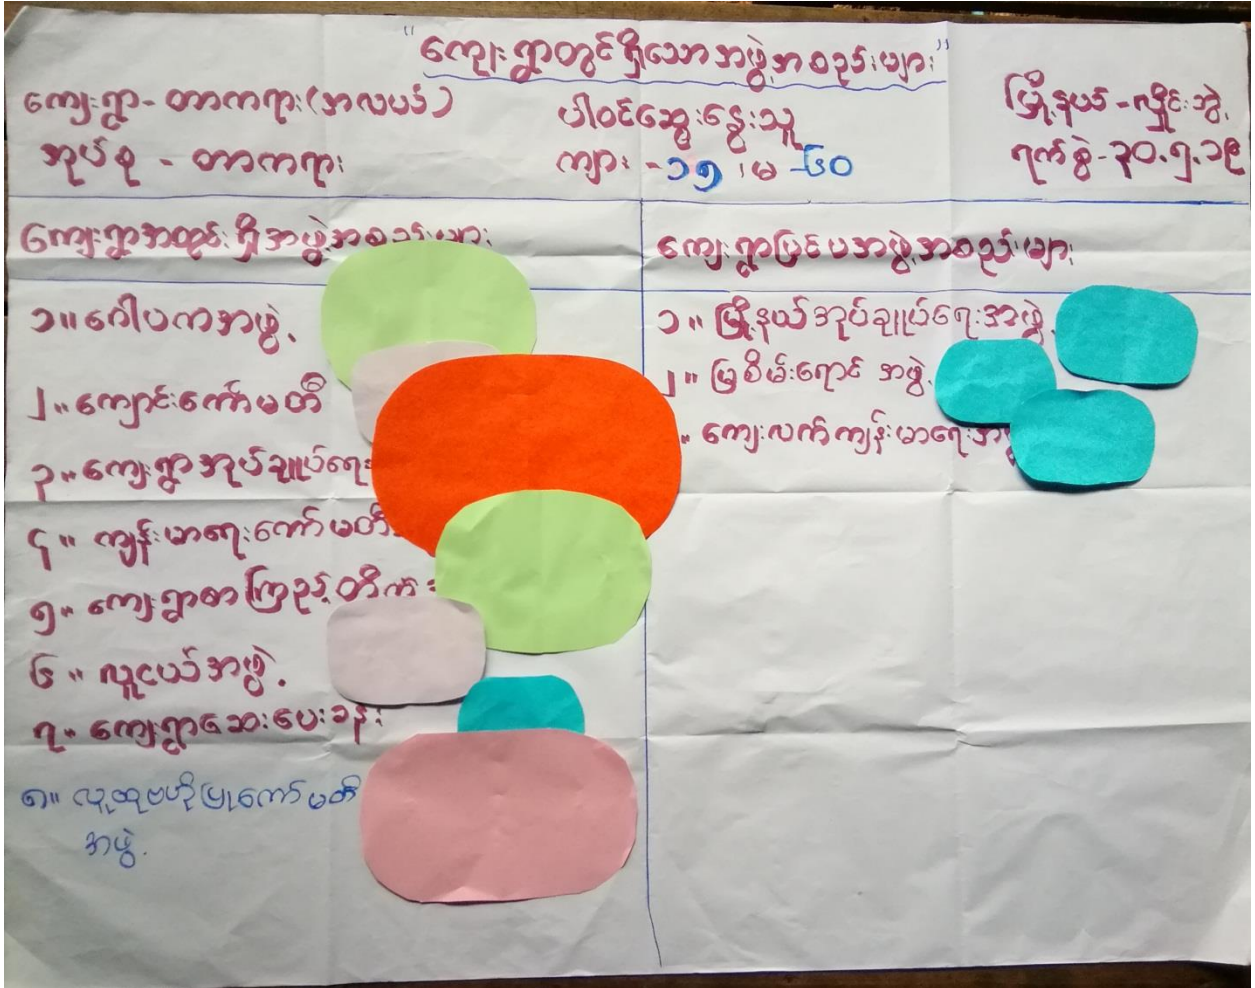 "ကျေးရွာတွင်ရှိသောအဖွဲ့အစည်းများ"
ကျေးရွာ - တာကရား (အလယ်)
ပါဝင်ဆွေးနွေးသူ
မြို့နယ် - လှိုင်းဘွဲ့
အုပ်စု - တာကရား
ကျား - ၁၅ ၊ မ - ၆၀
ရက်စွဲ - ၃၀.၅.၁၉
ကျေးရွာအတွင်းရှိအဖွဲ့အစည်းများ
၁။ ဂေါပကအဖွဲ့
၂။ ကျောင်းကော်မတီ
၃။ ကျေးရွာအုပ်ချုပ်ရေး
၄။ ကျန်းမာရေးကော်မတီ
၅။ ကျေးရွာစာကြည့်တိုက်
၆။ လူငယ်အဖွဲ့
၇။ ကျေးရွာဆေးပေးခန်း
၈။ လူထုဗဟိုပြုကော်မတီ
အဖွဲ့
ကျေးရွာပြင်ပအဖွဲ့အစည်းများ
၁။ မြို့နယ်အုပ်ချုပ်ရေးအဖွဲ့
၂။ မြစိမ်းရောင် အဖွဲ့
။ ကျေးလက်ကျန်းမာရေး